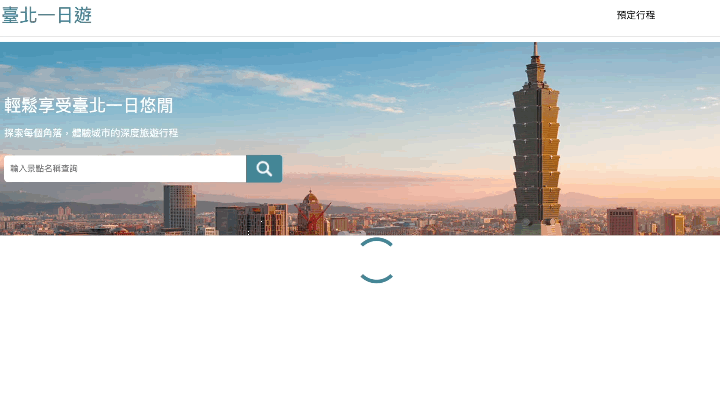 臺北一日遊
預定行程
輕鬆享受臺北一日悠閒
探索每個角落，體驗城市的深度旅遊行程
輸入景點名稱查詢